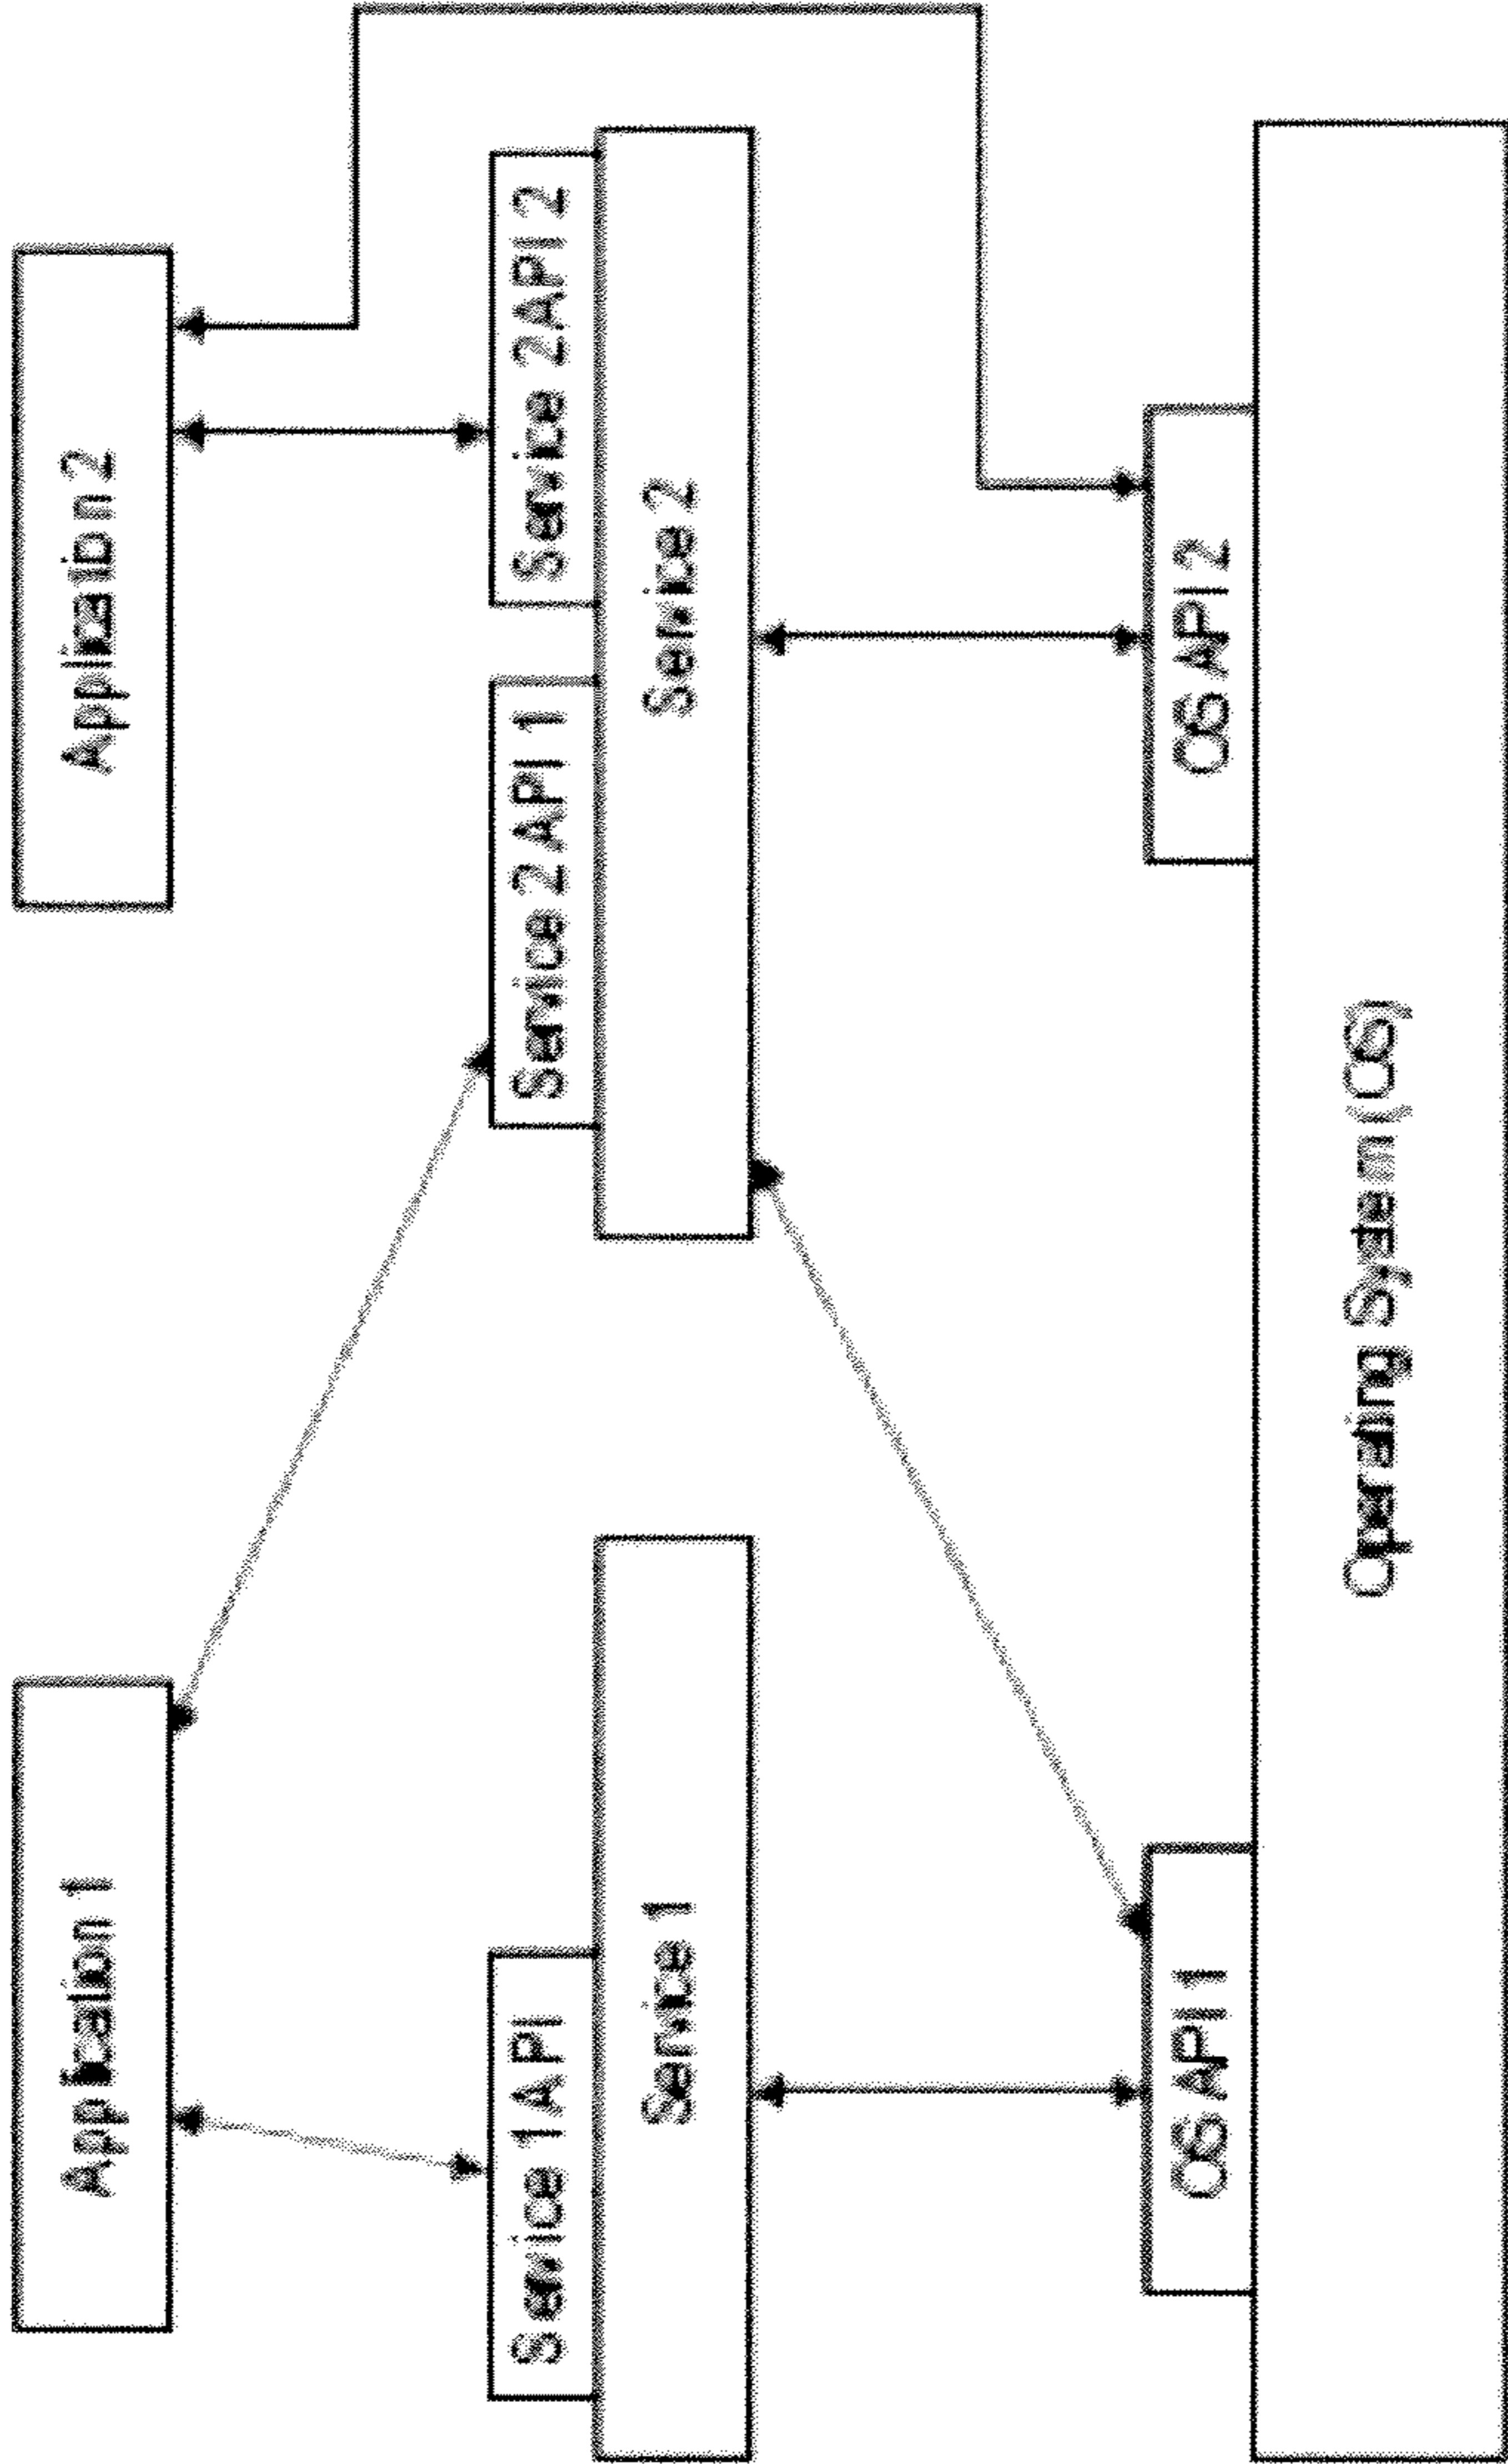 Application 1
Application 2
Service 1 API
Service 2 API 1
Service 2 API 2
Service 1
Service 2
OS API 1
OS API 2
Operating System (OS)